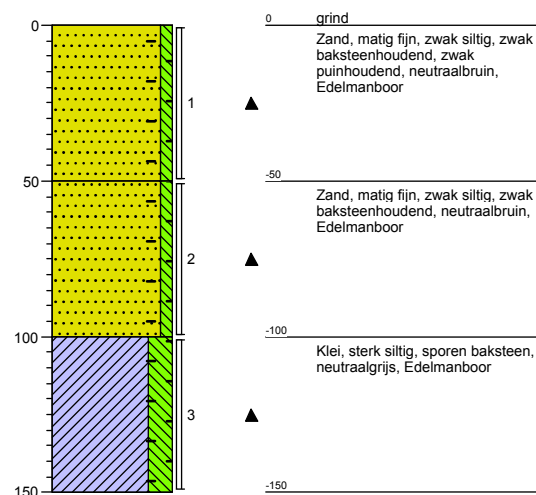 0
0
grind
Zand, matig fijn, zwak siltig, zwak
baksteenhoudend, zwak
puinhoudend, neutraalbruin,
Edelmanboor
1
50
-50
Zand, matig fijn, zwak siltig, zwak
baksteenhoudend, neutraalbruin,
Edelmanboor
2
100
-100
Klei, sterk siltig, sporen baksteen,
neutraalgrijs, Edelmanboor
3
150
-150